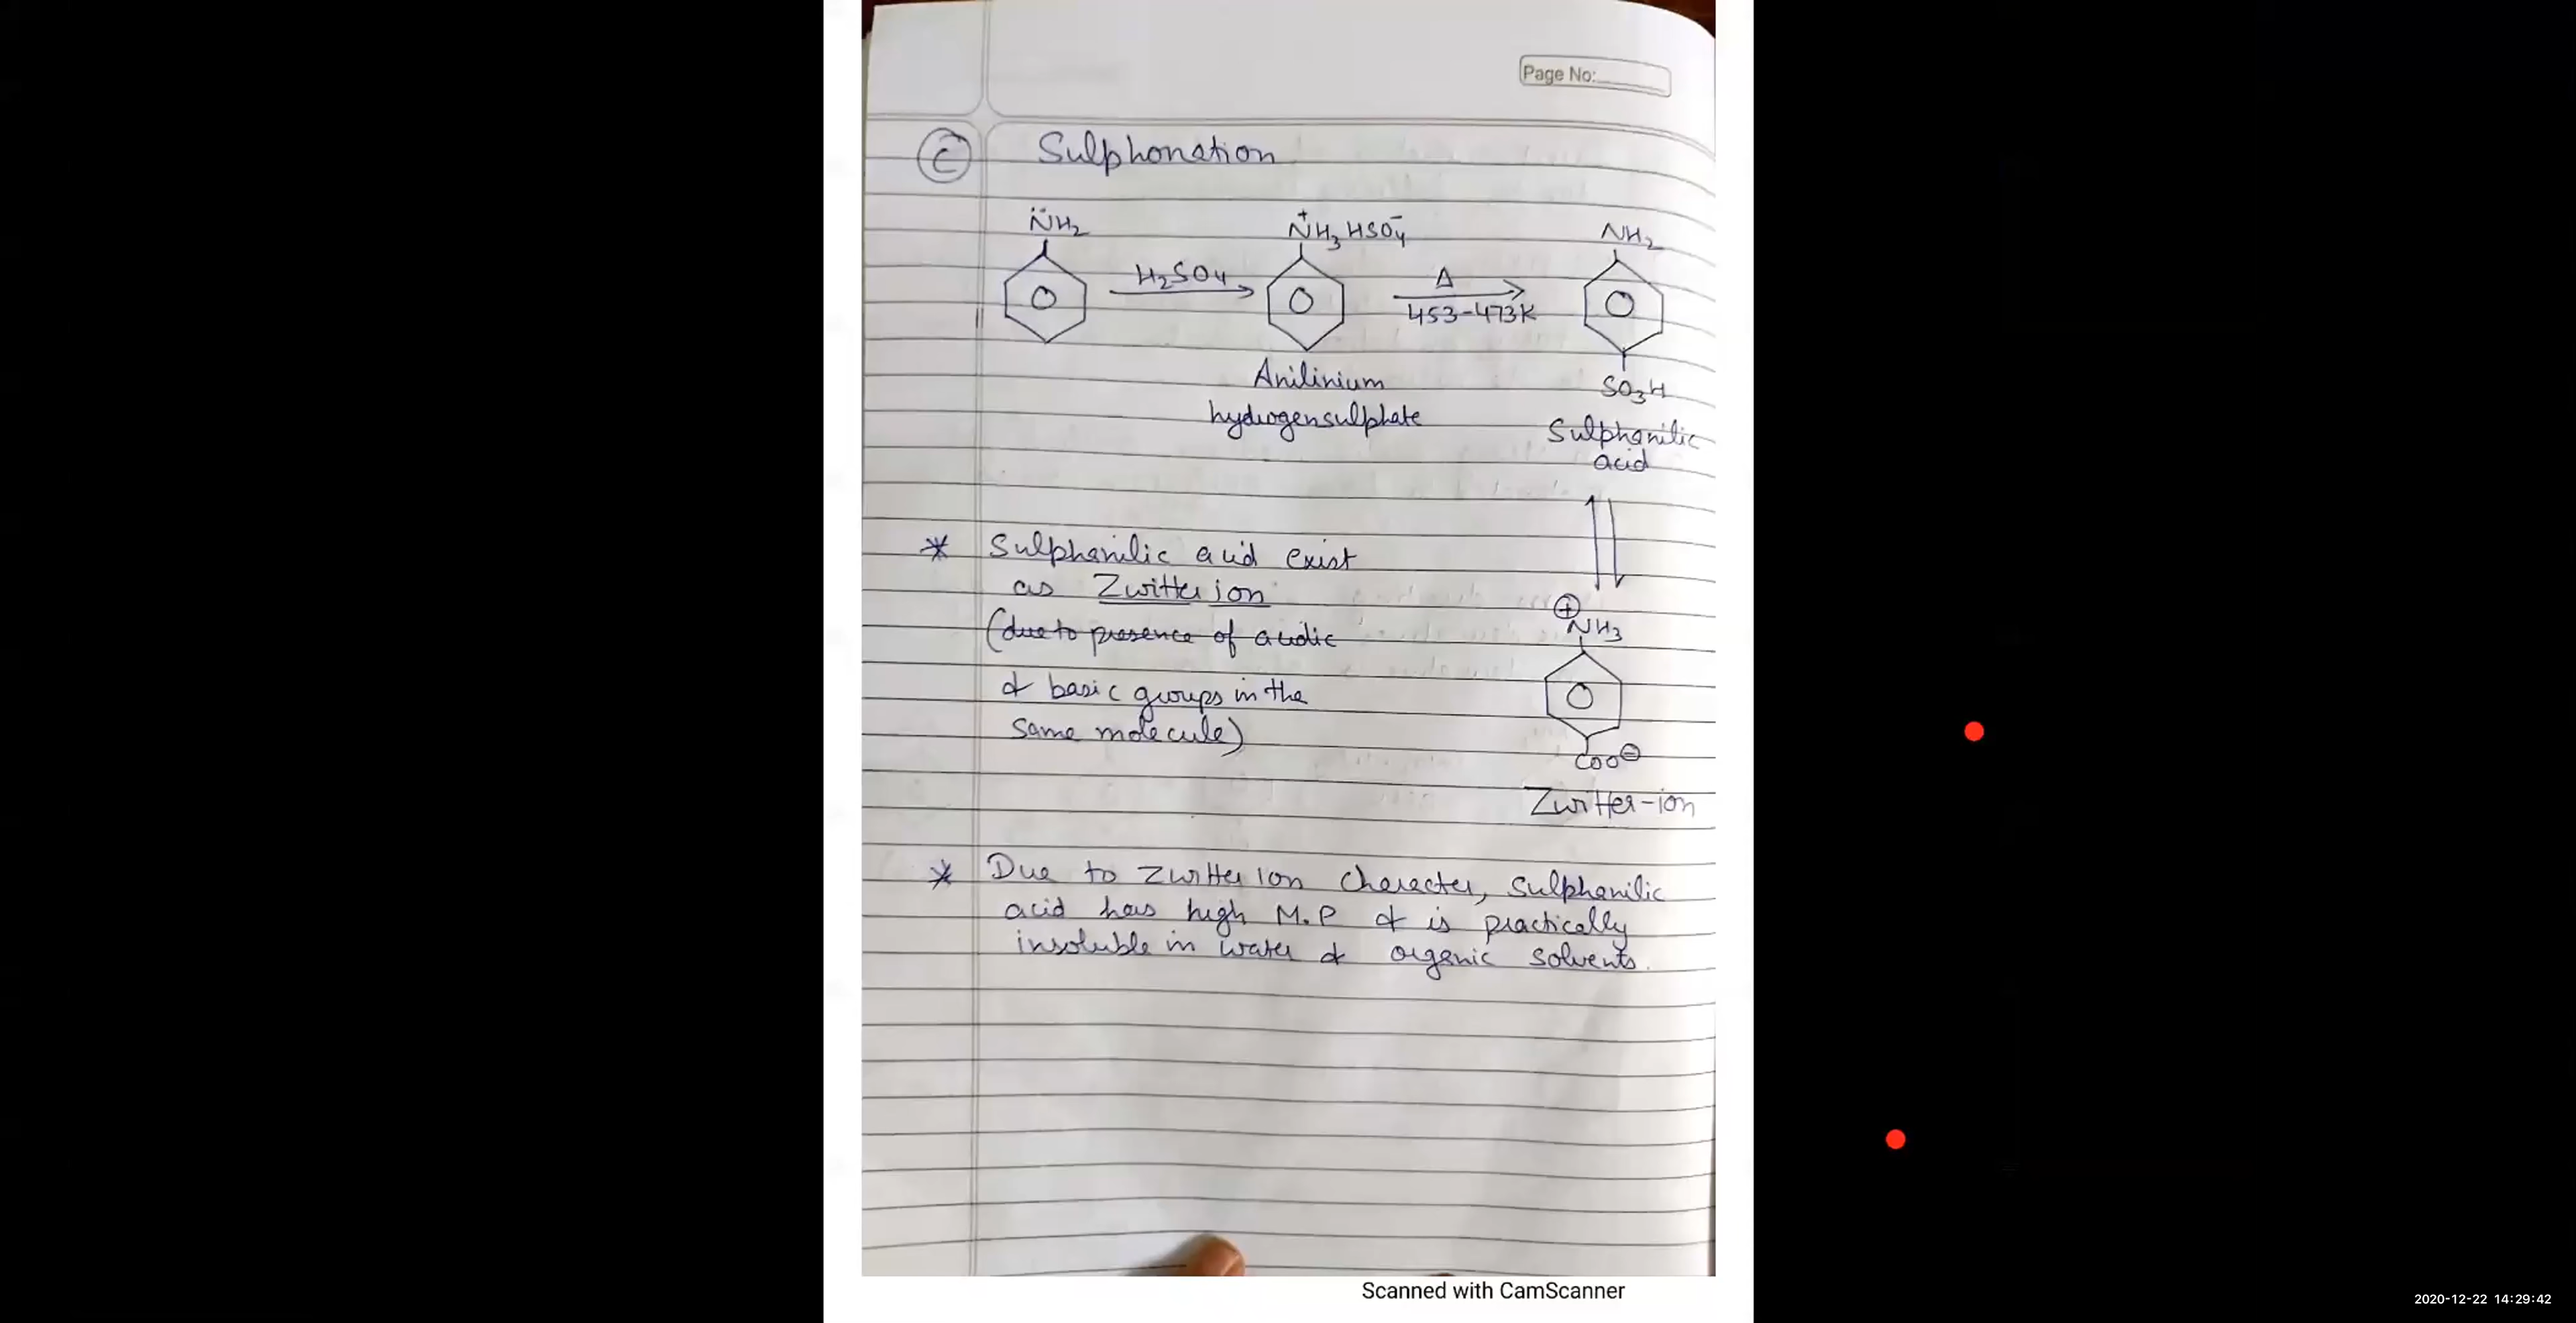 Page No:
C Sulphonation
N̈H₂
N⁺H₃ HSO₄⁻
NH₂
H₂SO₄
Δ
453-473K
SO₃H
Anilinium
hydrogensulphate
Sulphanilic
acid
* Sulphanilic acid exist
as Zwitter ion
(due to presence of acidic
& basic groups in the
same molecule)
⊕
NH₃
COO⊖
Zwitter-ion
* Due to Zwitter ion character, Sulphanilic
acid has high M.P & is practically
insoluble in water & organic solvents.
Scanned with CamScanner
2020-12-22 14:29:42